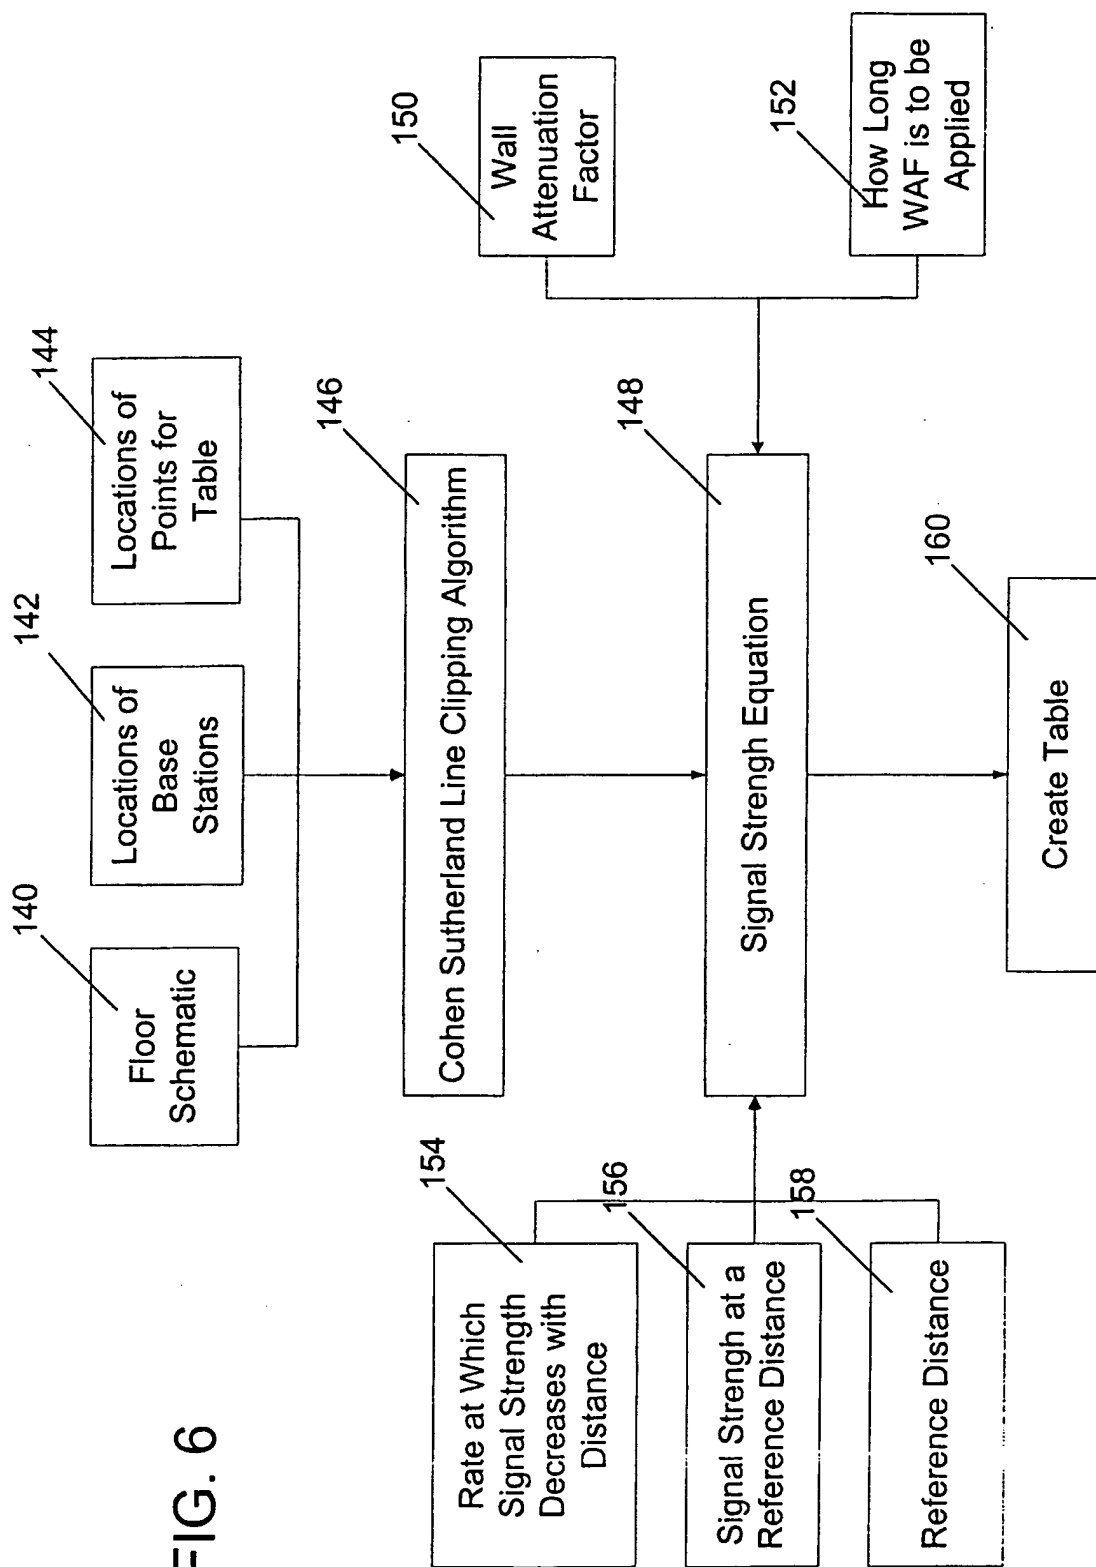 FIG. 6
140
Floor
Schematic
142
Locations of
Base
Stations
144
Locations of
Points for
Table
146
Cohen Sutherland Line Clipping Algorithm
154
Rate at Which
Signal Strength
Decreases with
Distance
156
Signal Strengh at a
Reference Distance
158
Reference Distance
148
Signal Strengh Equation
150
Wall
Attenuation
Factor
152
How Long
WAF is to be
Applied
160
Create Table